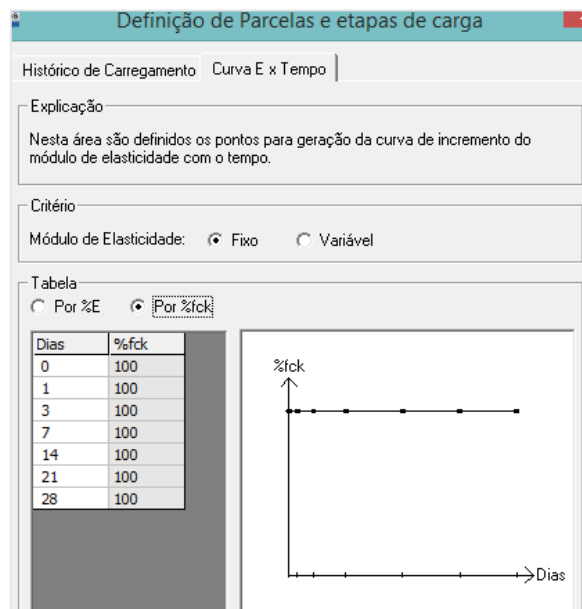 Definição de Parcelas e etapas de carga
Histórico de Carregamento Curva E x Tempo
Explicação
Nesta área são definidos os pontos para geração da curva de incremento do
módulo de elasticidade com o tempo.
Critério
Módulo de Elasticidade: Fixo Variável
Tabela
Por %E Por %fck
Dias %fck
0 100
1 100
3 100
7 100
14 100
21 100
28 100
%fck
Dias